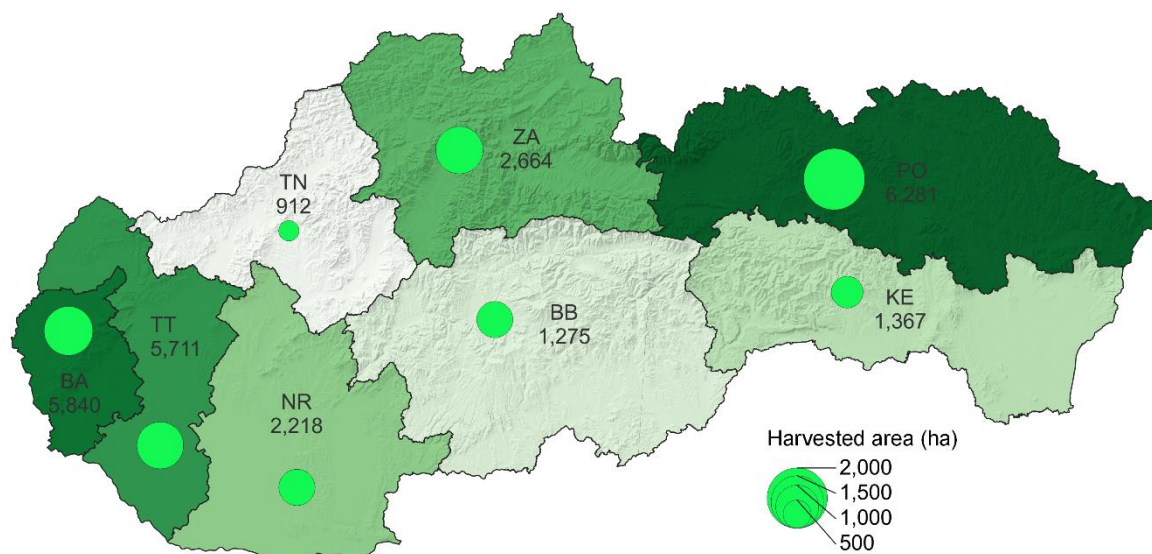 ZA
2,664
PO
6,281
TN
912
KE
1,367
BB
1,275
TT
5,711
BA
5,840
NR
2,218
Harvested area (ha)
2,000
1,500
1,000
500